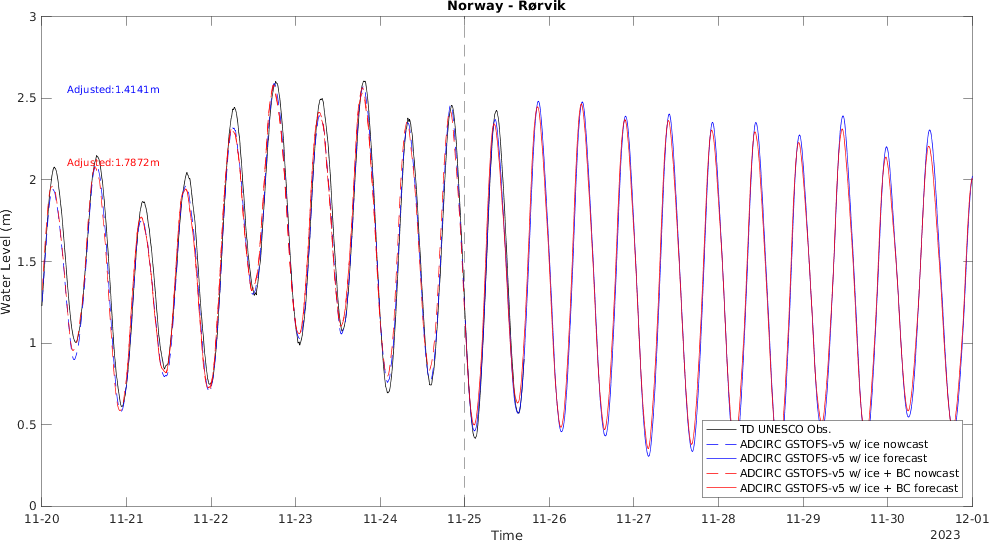 Norway - Rørvik
3
2.5
2
1.5
1
0.5
0
Water Level (m)
Adjusted:1.4141m
Adjusted:1.7872m
TD UNESCO Obs.
ADCIRC GSTOFS-v5 w/ ice nowcast
ADCIRC GSTOFS-v5 w/ ice forecast
ADCIRC GSTOFS-v5 w/ ice + BC nowcast
ADCIRC GSTOFS-v5 w/ ice + BC forecast
11-20 11-21 11-22 11-23 11-24 11-25 11-26 11-27 11-28 11-29 11-30 12-01
Time
2023